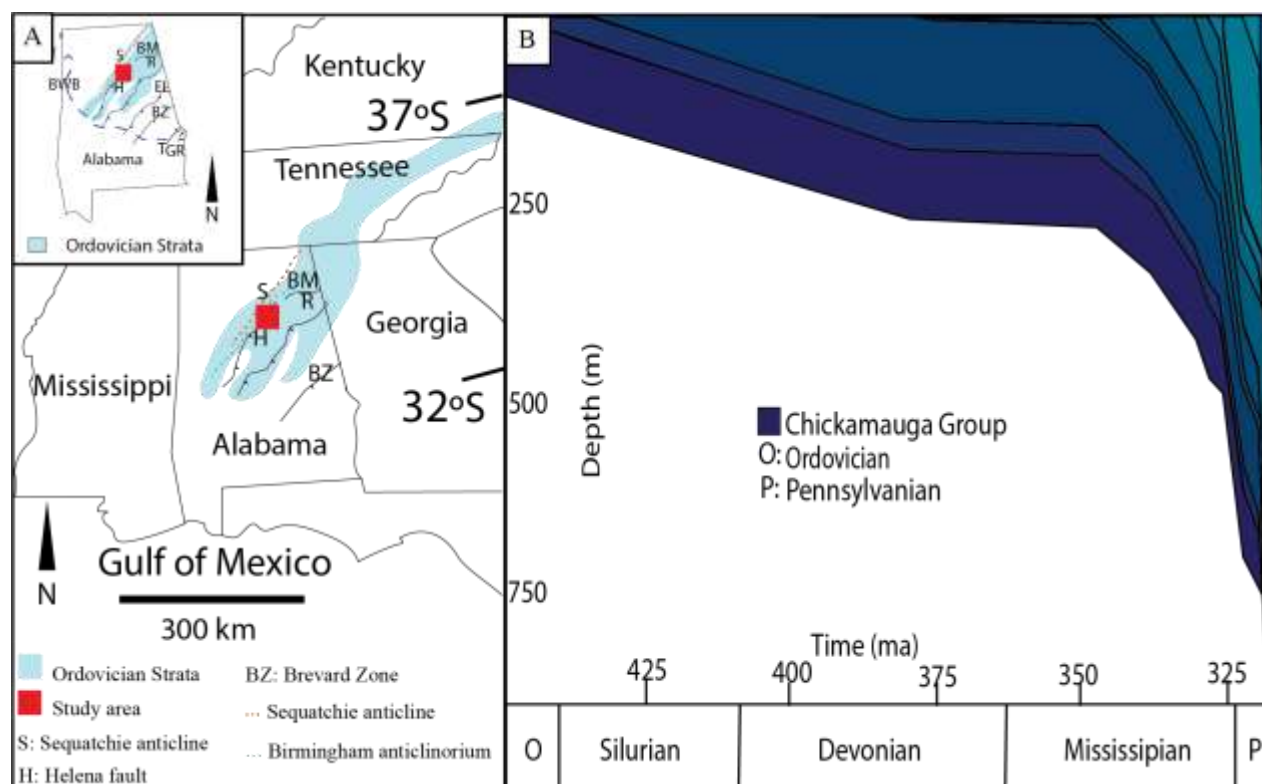 A
S
BM
R
BWB
H
EL
BZ
Alabama
TGR
N
Ordovician Strata
Kentucky
37ºS
Tennessee
S
BM
R
H
Georgia
BZ
Mississippi
32ºS
Alabama
N
Gulf of Mexico
300 km
Ordovician Strata
Study area
S: Sequatchie anticline
H: Helena fault
BZ: Brevard Zone
Sequatchie anticline
Birmingham anticlinorium
B
250
500
750
Depth (m)
Chickamauga Group
O: Ordovician
P: Pennsylvanian
Time (ma)
425
400
375
350
325
O
Silurian
Devonian
Mississipian
P